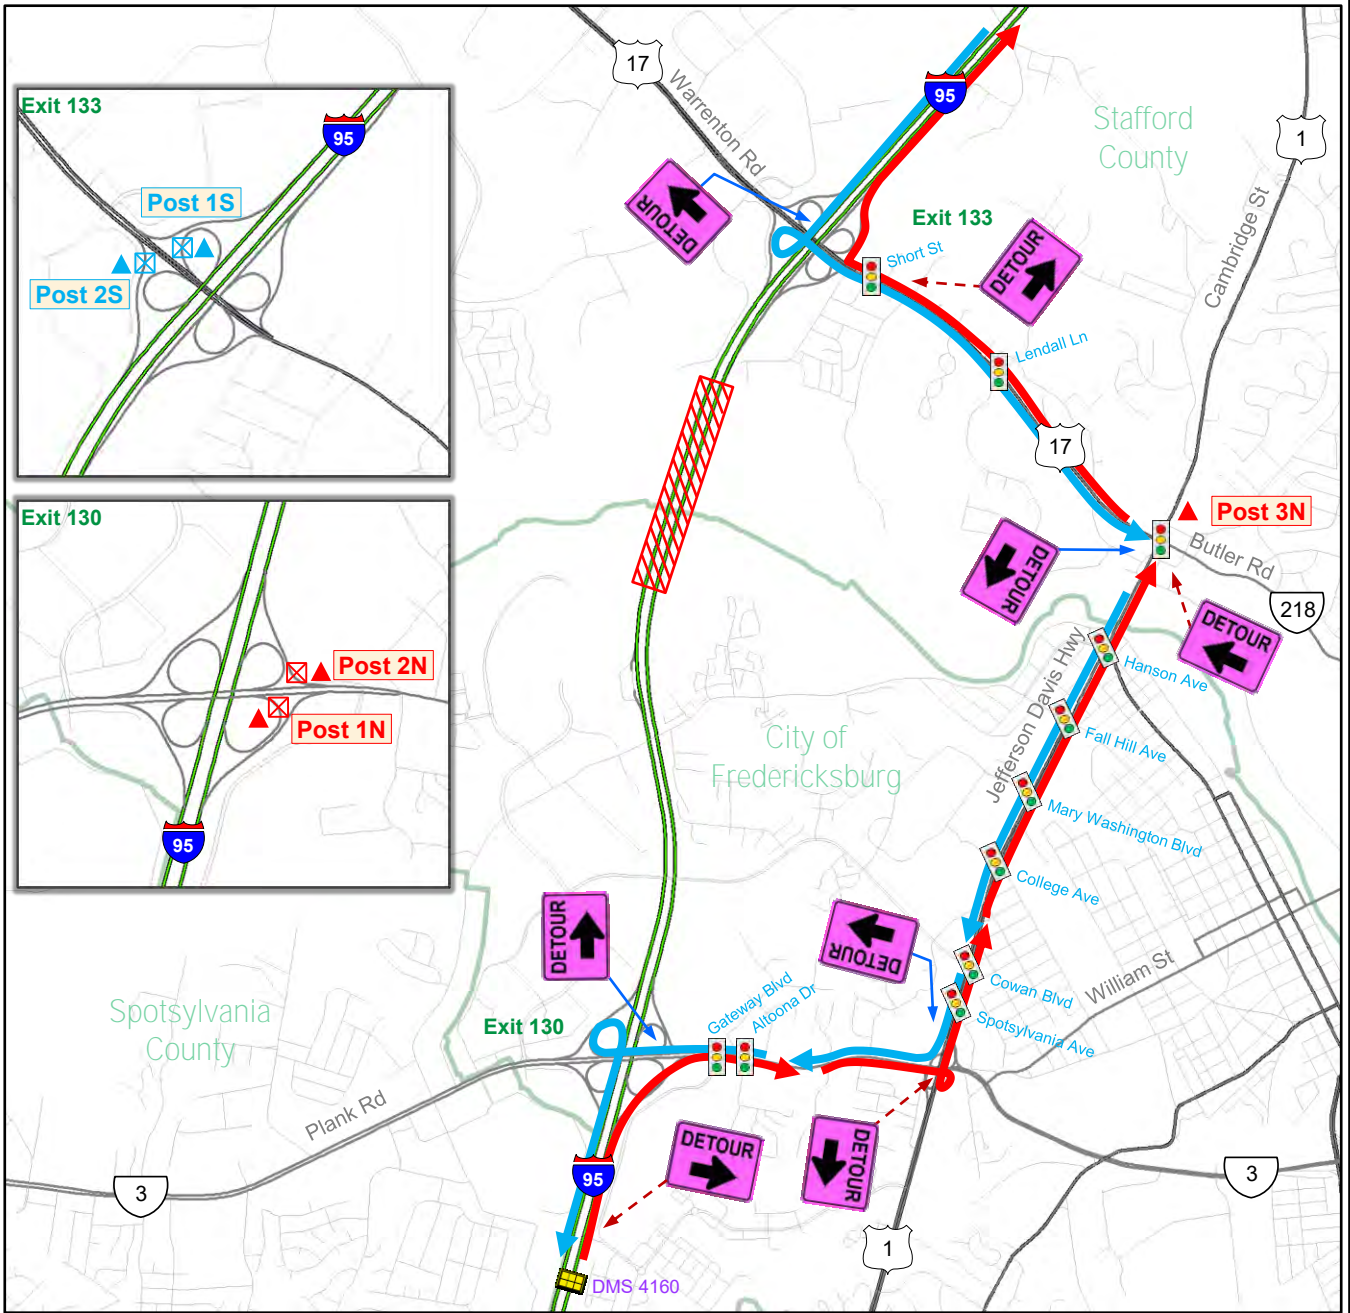 17
Warrenton Rd
95
Stafford
County
1
Cambridge St
Exit 133
95
Post 1S
Post 2S
DETOUR
Exit 133
Short St
DETOUR
Lendall Ln
17
Post 3N
Butler Rd
218
DETOUR
DETOUR
Exit 130
Post 2N
Post 1N
95
Jefferson Davis Hwy
Hanson Ave
Fall Hill Ave
Mary Washington Blvd
College Ave
City of
Fredericksburg
DETOUR
DETOUR
Cowan Blvd
Spotsylvania Ave
William St
Spotsylvania
County
Exit 130
Gateway Blvd
Altoona Dr
Plank Rd
3
95
DETOUR
DETOUR
3
1
DMS 4160